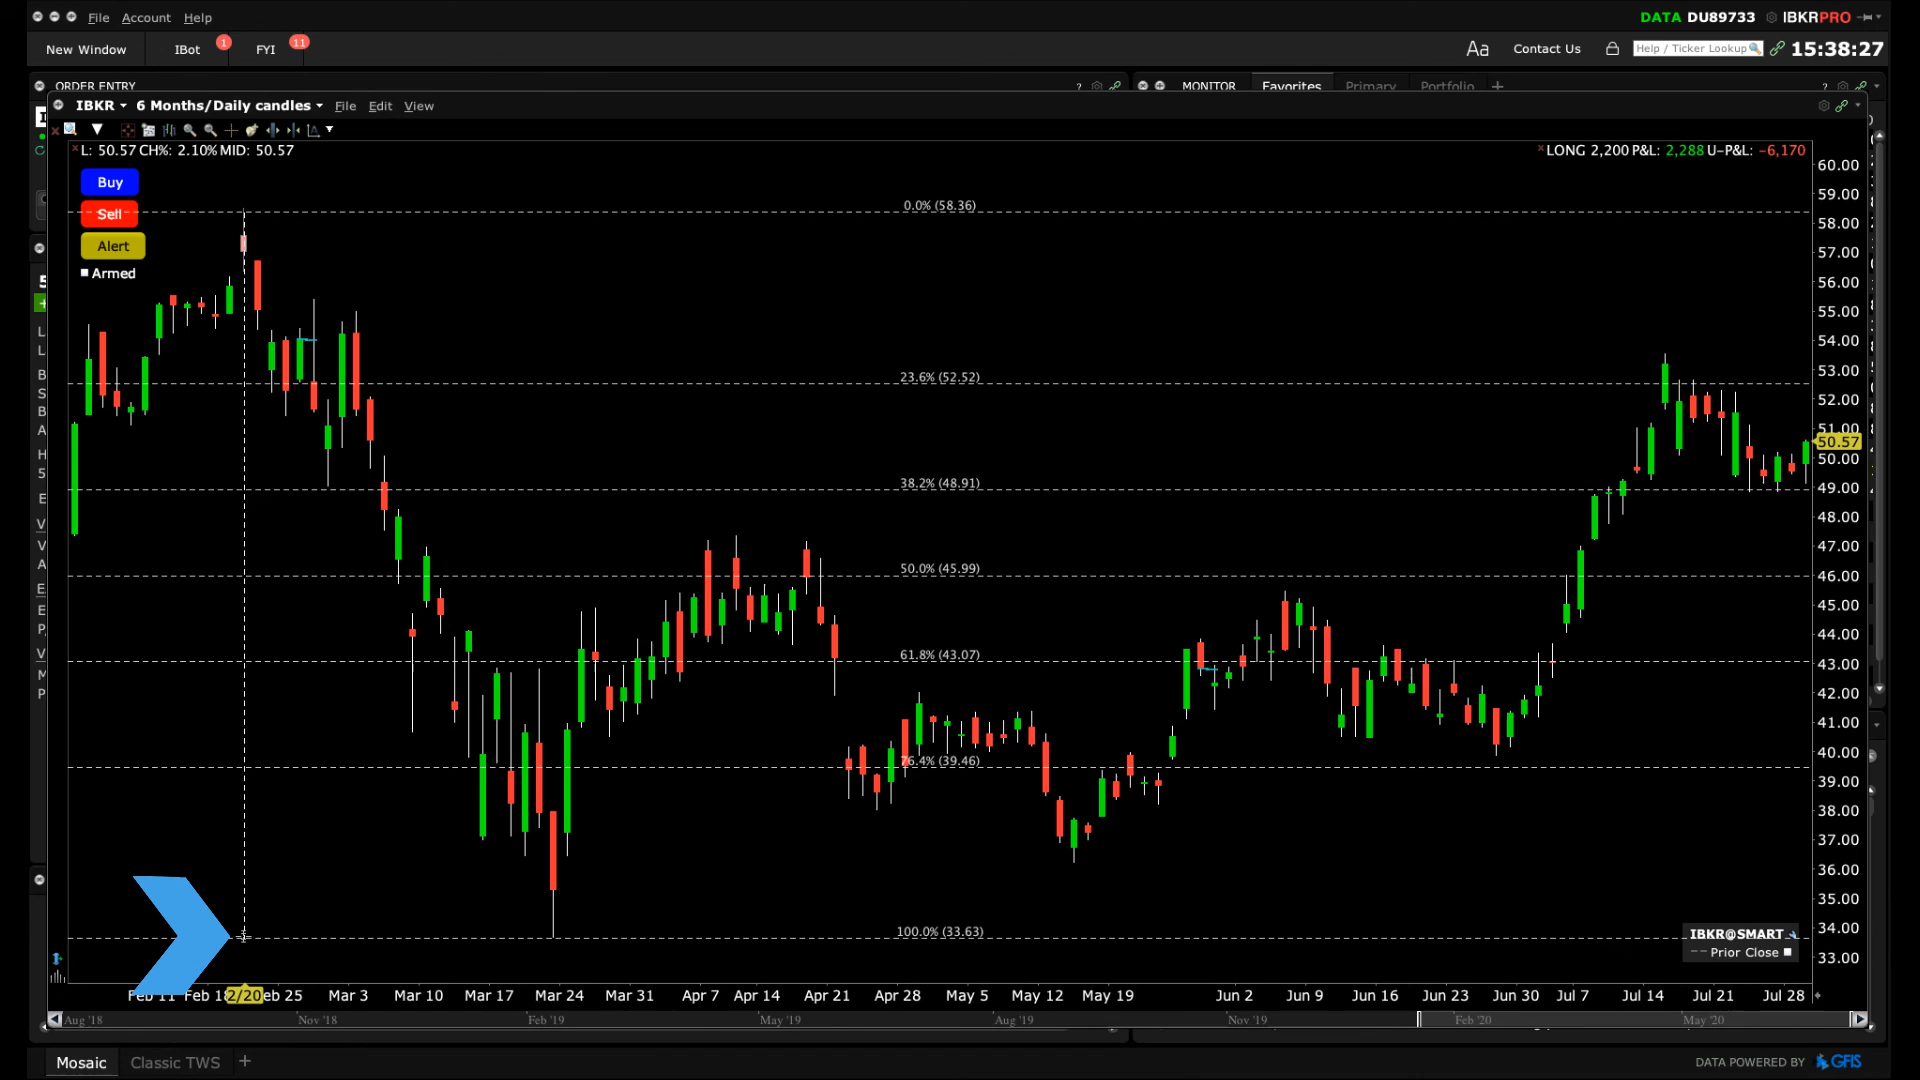 File Account Help
DATA DU89733 IBKRPRO
New Window IBot 1 FYI 11
Aa Contact Us Help / Ticker Lookup 15:38:27
ORDER ENTRY ?
MONITOR Favorites Primary Portfolio + ?
IBKR 6 Months/Daily candles File Edit View
L: 50.57 CH%: 2.10% MID: 50.57
LONG 2,200 P&L: 2,288 U-P&L: -6,170
Buy
Sell
Alert
Armed
0.0% (58.36)
23.6% (52.52)
38.2% (48.91)
50.0% (45.99)
61.8% (43.07)
76.4% (39.46)
100.0% (33.63)
60.00
59.00
58.00
57.00
56.00
55.00
54.00
53.00
52.00
51.00
50.57
50.00
49.00
48.00
47.00
46.00
45.00
44.00
43.00
42.00
41.00
40.00
39.00
38.00
37.00
36.00
35.00
34.00
33.00
IBKR@SMART
Prior Close
Feb 11 Feb 18 2/20 eb 25 Mar 3 Mar 10 Mar 17 Mar 24 Mar 31 Apr 7 Apr 14 Apr 21 Apr 28 May 5 May 12 May 19 Jun 2 Jun 9 Jun 16 Jun 23 Jun 30 Jul 7 Jul 14 Jul 21 Jul 28
Aug '18 Nov '18 Feb '19 May '19 Aug '19 Nov '19 Feb '20 May '20
Mosaic Classic TWS +
DATA POWERED BY GFIS